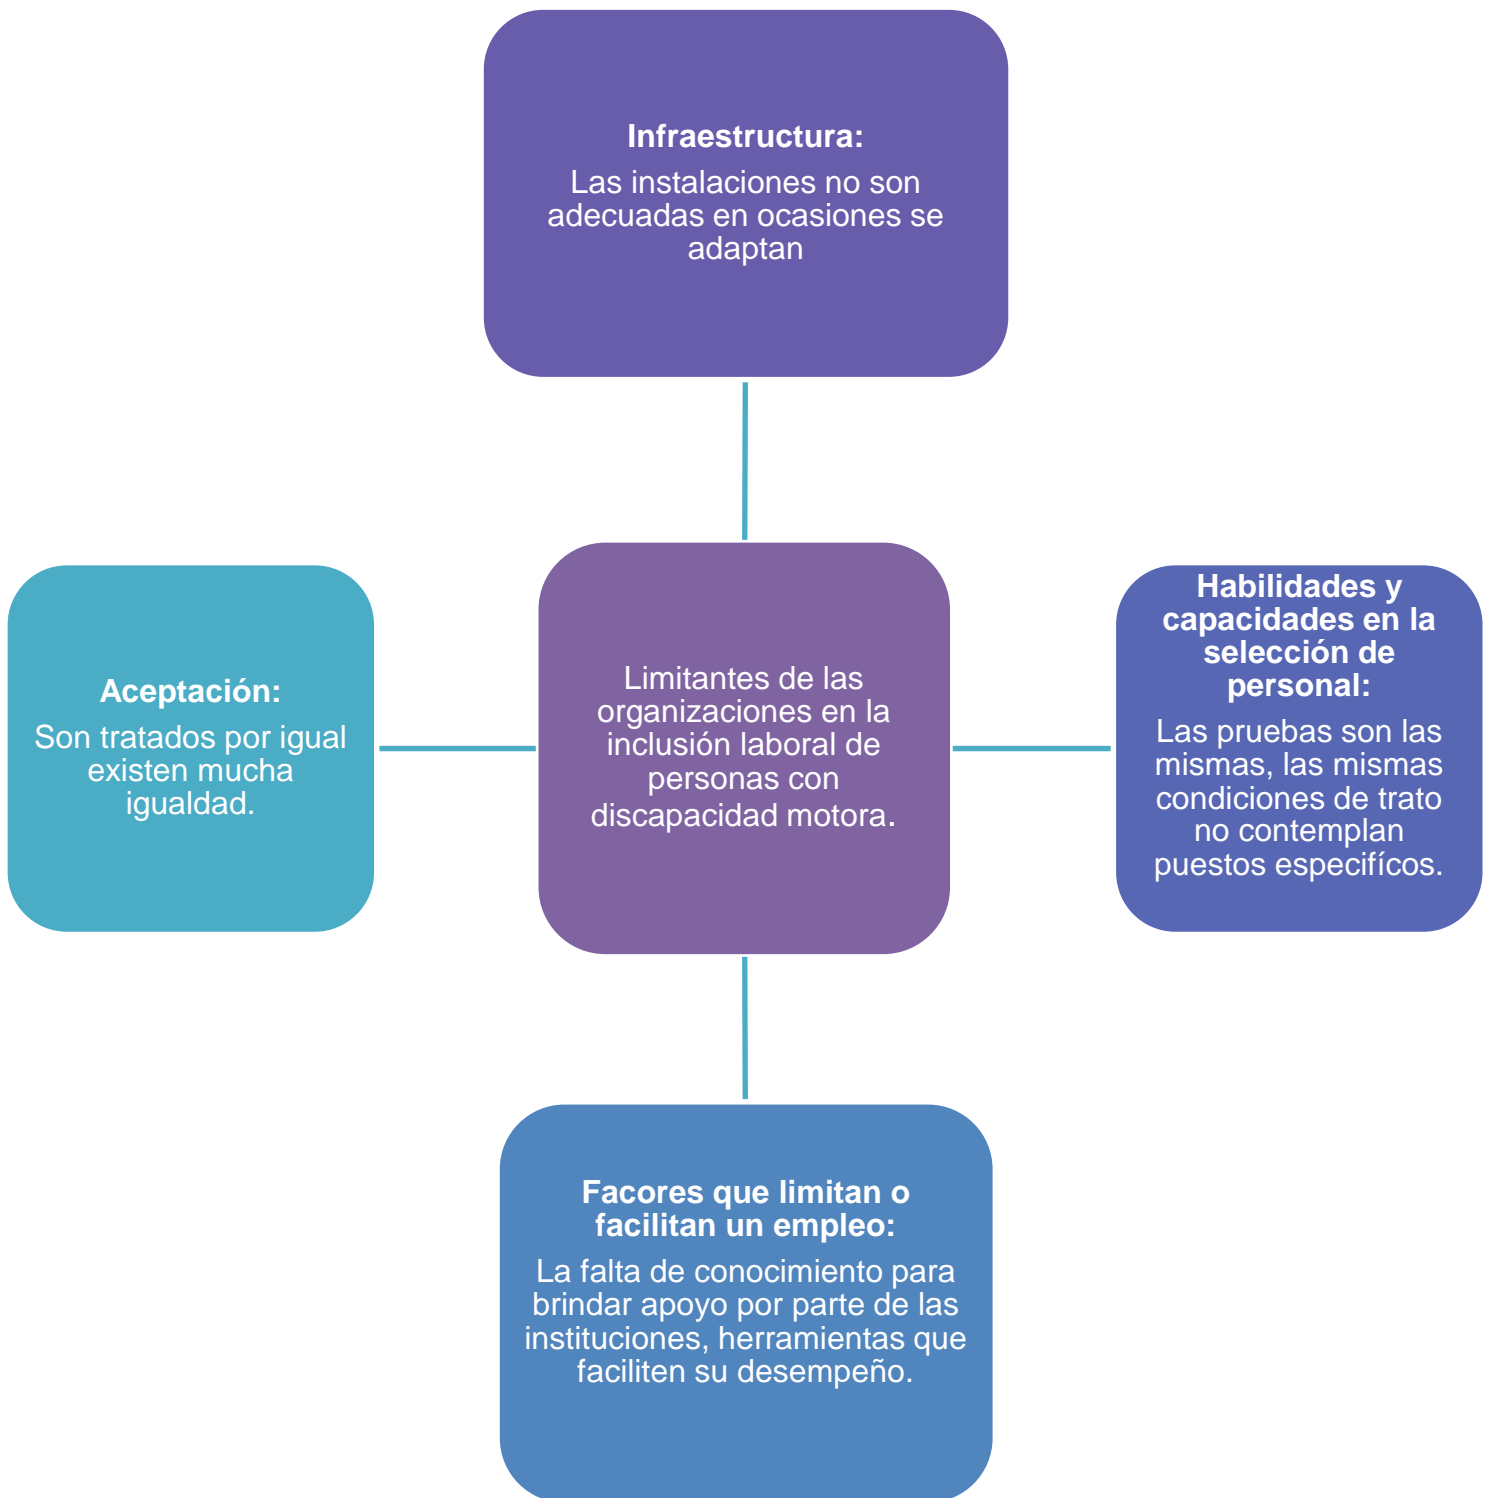 Infraestructura:
Las instalaciones no son
adecuadas en ocasiones se
adaptan
Aceptación:
Son tratados por igual
existen mucha
igualdad.
Limitantes de las
organizaciones en la
inclusión laboral de
personas con
discapacidad motora.
Habilidades y
capacidades en la
selección de
personal:
Las pruebas son las
mismas, las mismas
condiciones de trato
no contemplan
puestos especifícos.
Facores que limitan o
facilitan un empleo:
La falta de conocimiento para
brindar apoyo por parte de las
instituciones, herramientas que
faciliten su desempeño.